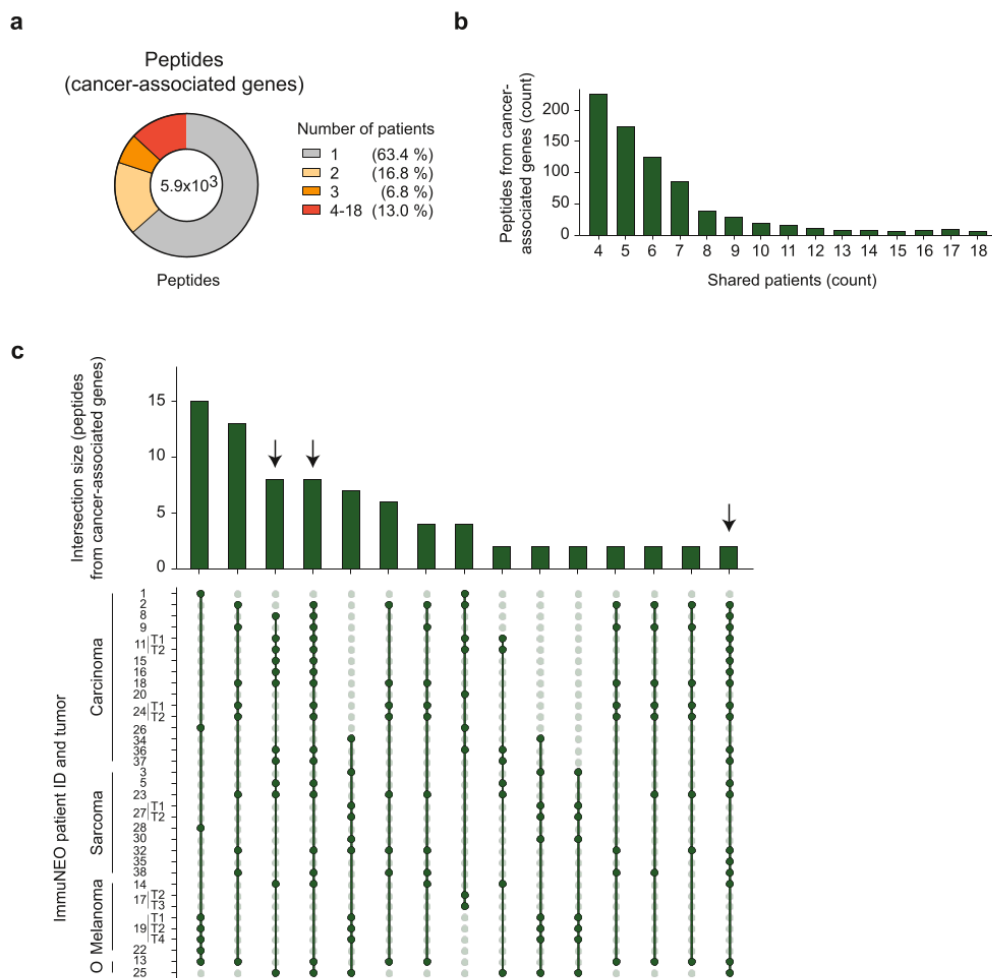 a
Peptides
(cancer-associated genes)
5.9x10³
Peptides
Number of patients
1 (63.4 %)
2 (16.8 %)
3 (6.8 %)
4-18 (13.0 %)
b
Peptides from cancer-
associated genes (count)
200
150
100
50
0
4 5 6 7 8 9 10 11 12 13 14 15 16 17 18
Shared patients (count)
c
Intersection size (peptides
from cancer-associated genes)
15
10
5
0
ImmuNEO patient ID and tumor
Carcinoma
1
2
8
9
11 T1
T2
15
16
18
20
24 T1
T2
26
34
36
37
Sarcoma
3
5
23
27 T1
T2
28
30
32
35
38
Melanoma
14
17 T2
T3
19 T1
T2
T4
22
O
13
25